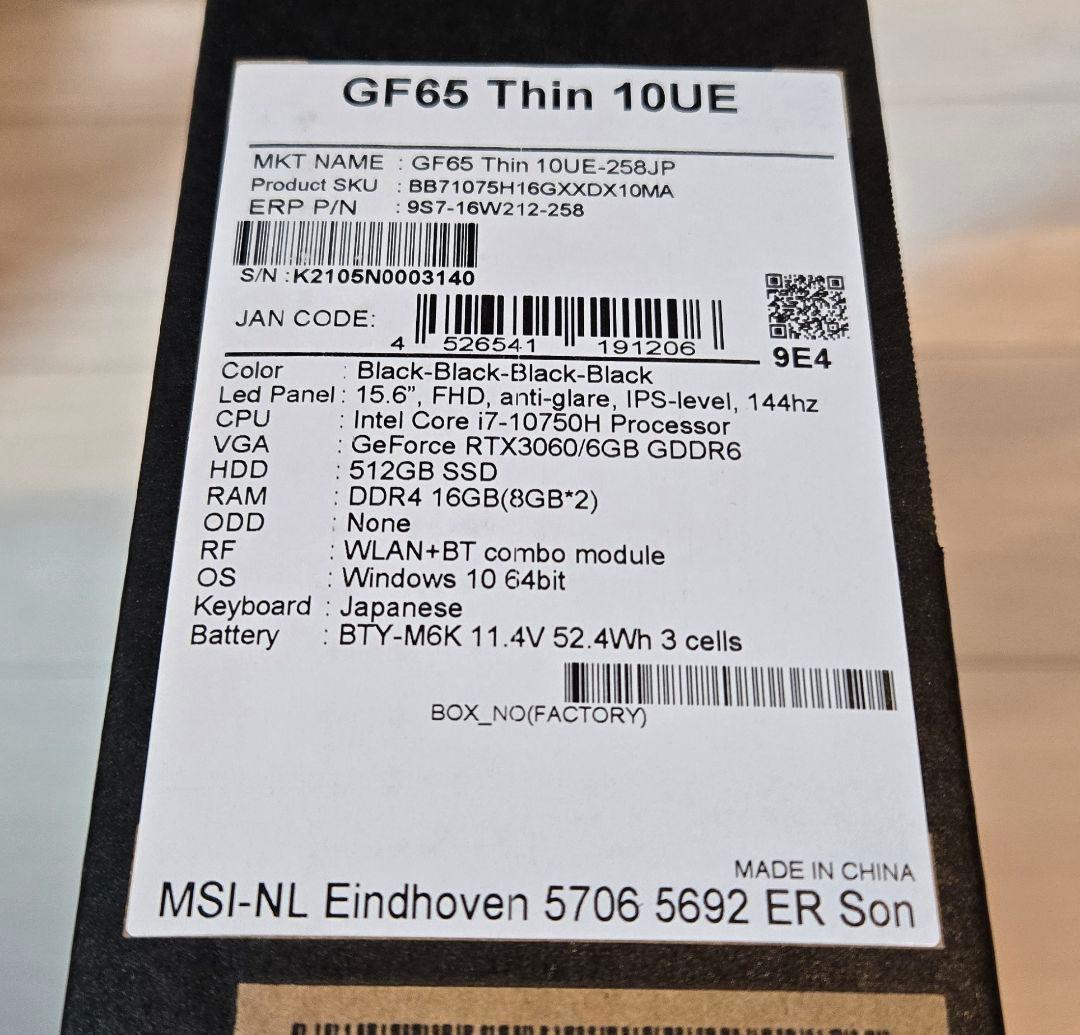 GF65 Thin 10UE
MKT NAME : GF65 Thin 10UE-258JP
Product SKU : BB71075H16GXXDX10MA
ERP P/N : 9S7-16W212-258
S/N :K2105N0003140
JAN CODE:
4 526541 191206
9E4
Color : Black-Black-Black-Black
Led Panel : 15.6”, FHD, anti-glare, IPS-level, 144hz
CPU : Intel Core i7-10750H Processor
VGA : GeForce RTX3060/6GB GDDR6
HDD : 512GB SSD
RAM : DDR4 16GB(8GB*2)
ODD : None
RF : WLAN+BT combo module
OS : Windows 10 64bit
Keyboard : Japanese
Battery : BTY-M6K 11.4V 52.4Wh 3 cells
BOX_NO(FACTORY)
MADE IN CHINA
MSI-NL Eindhoven 5706 5692 ER Son